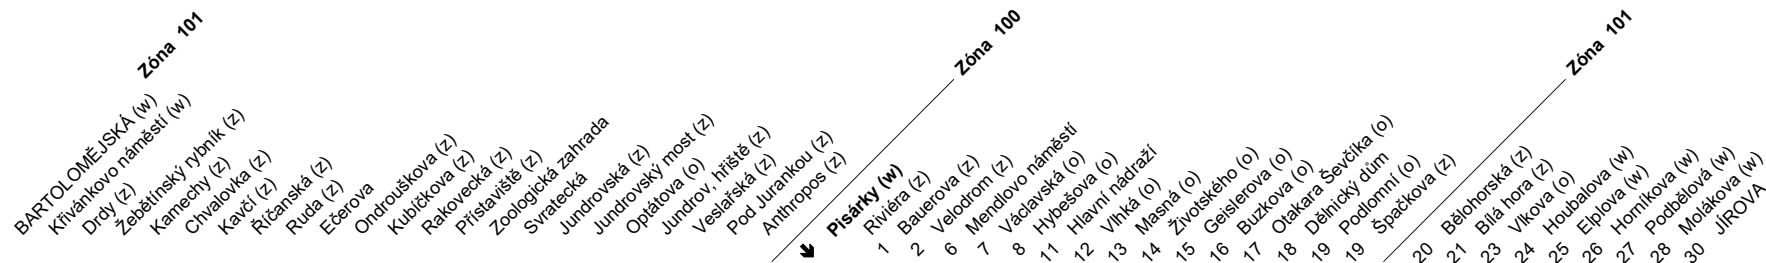 Zóna 101
BARTOLOMĚJSKÁ (w)
Křivánkovo náměstí (w)
Drdy (z)
Žebětínský rybník (z)
Kamechy (z)
Chvalovka (z)
Kavčí (z)
Říčanská (z)
Ruda (z)
Ečerova
Ondrouškova (z)
Kubíčkova (z)
Rakovecká (z)
Přístaviště (z)
Zoologická zahrada
Svratecká
Jundrovská (z)
Jundrovský most (z)
Optátova (o)
Jundrov, hřiště (z)
Veslařská (z)
Pod Jurankou (z)
Anthropos (z)
Zóna 100
Pisárky (w)
Riviéra (z)
1 Bauerova (z)
2 Velodrom (z)
6 Mendlovo náměstí
7 Václavská (o)
8 Hybešova (o)
11 Hlavní nádraží
12 Vlhká (o)
13 Masná (o)
14 Životského (o)
15 Geislerova (o)
16 Buzkova (o)
17 Otakara Ševčíka (o)
18 Dělnický dům
19 Podlomní (o)
19 Špačkova (z)
Zóna 101
20 Bělohorská (z)
21 Bílá hora (z)
23 Vlkova (o)
24 Houbalova (w)
25 Elplova (w)
26 Horníkova (w)
27 Podbělová (w)
28 Molákova (w)
30 JÍROVA